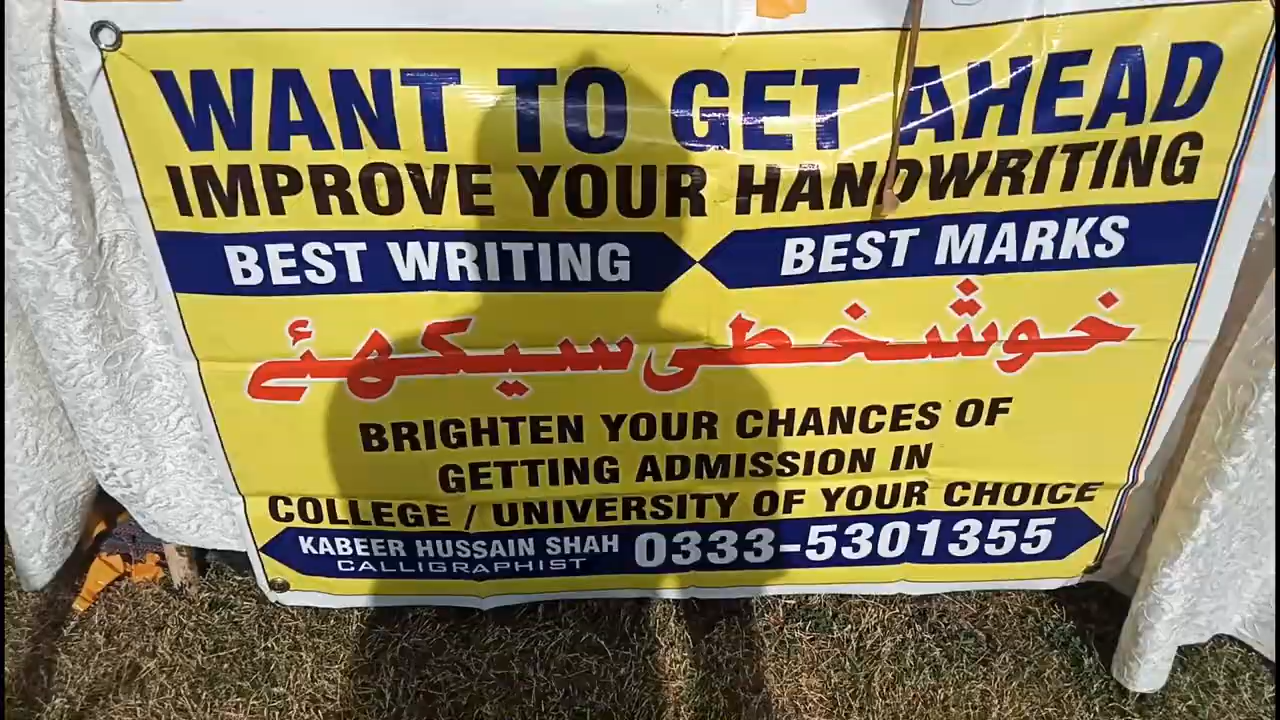 WANT TO GET AHEAD
IMPROVE YOUR HANDWRITING
BEST WRITING BEST MARKS
خوشخطی سیکھئے
BRIGHTEN YOUR CHANCES OF
GETTING ADMISSION IN
COLLEGE / UNIVERSITY OF YOUR CHOICE
KABEER HUSSAIN SHAH 0333-5301355
CALLIGRAPHIST